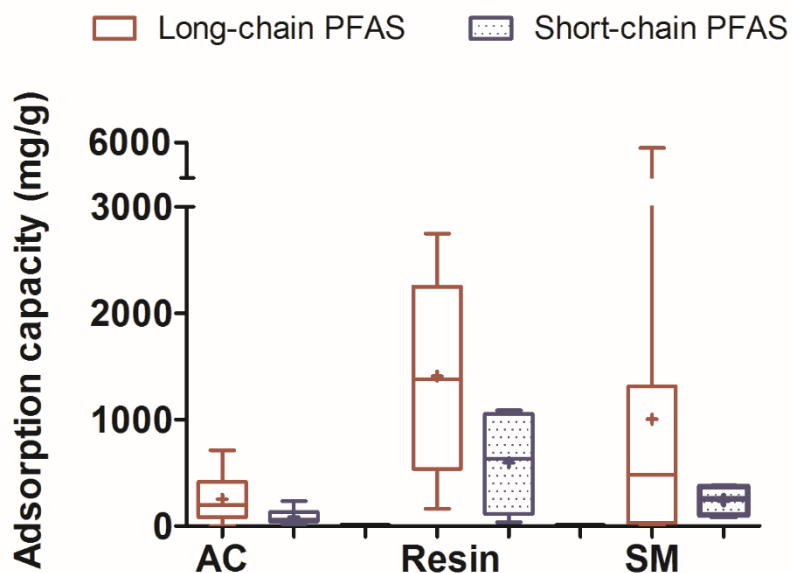 Long-chain PFAS
Short-chain PFAS
Adsorption capacity (mg/g)
6000
3000
2000
1000
0
AC
Resin
SM